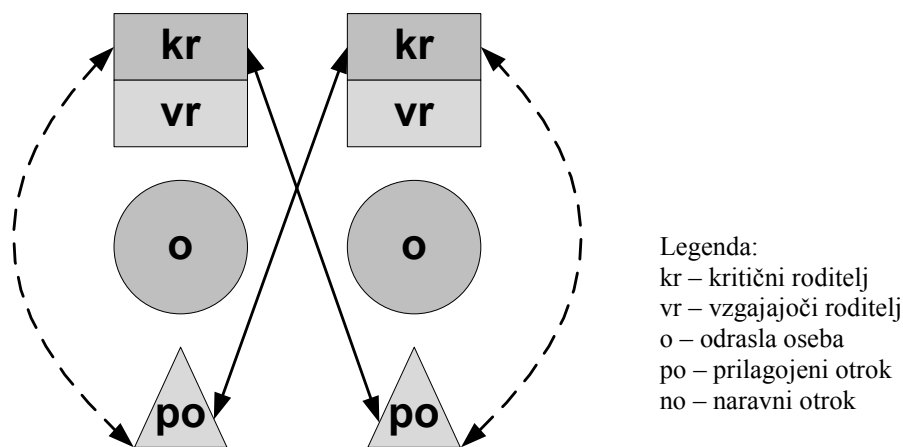 kr kr
vr vr
o o
po po
Legenda:
kr – kritični roditelj
vr – vzgajajoči roditelj
o – odrasla oseba
po – prilagojeni otrok
no – naravni otrok